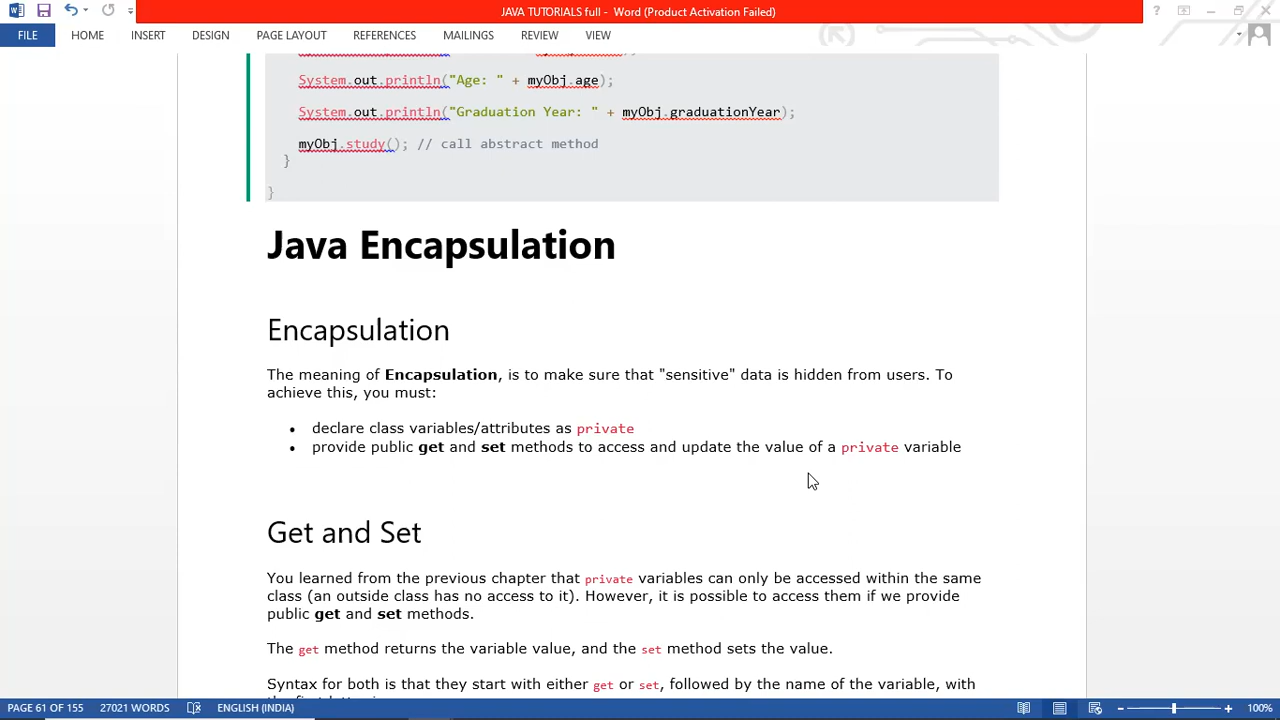 JAVA TUTORIALS full - Word (Product Activation Failed)
FILE HOME INSERT DESIGN PAGE LAYOUT REFERENCES MAILINGS REVIEW VIEW
System.out.println("Age: " + myObj.age);
System.out.println("Graduation Year: " + myObj.graduationYear);
myObj.study(); // call abstract method
}
}
Java Encapsulation
Encapsulation
The meaning of Encapsulation, is to make sure that "sensitive" data is hidden from users. To
achieve this, you must:
• declare class variables/attributes as private
• provide public get and set methods to access and update the value of a private variable
Get and Set
You learned from the previous chapter that private variables can only be accessed within the same
class (an outside class has no access to it). However, it is possible to access them if we provide
public get and set methods.
The get method returns the variable value, and the set method sets the value.
Syntax for both is that they start with either get or set, followed by the name of the variable, with
PAGE 61 OF 155 27021 WORDS ENGLISH (INDIA) 100%